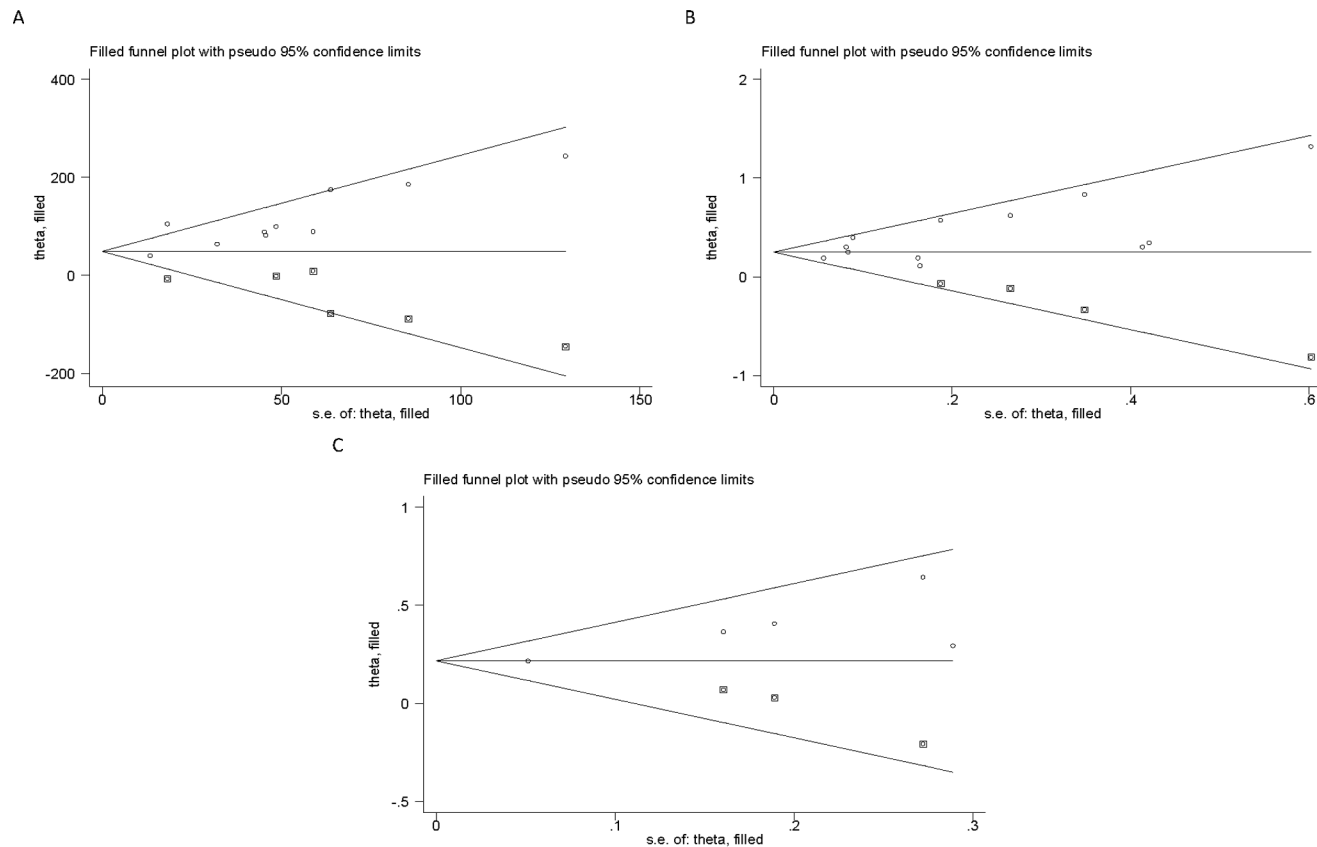 A
Filled funnel plot with pseudo 95% confidence limits
theta, filled
400
200
0
-200
0
50
100
150
s.e. of: theta, filled
B
Filled funnel plot with pseudo 95% confidence limits
theta, filled
2
1
0
-1
0
.2
.4
.6
s.e. of: theta, filled
C
Filled funnel plot with pseudo 95% confidence limits
theta, filled
1
.5
0
-.5
0
.1
.2
.3
s.e. of: theta, filled